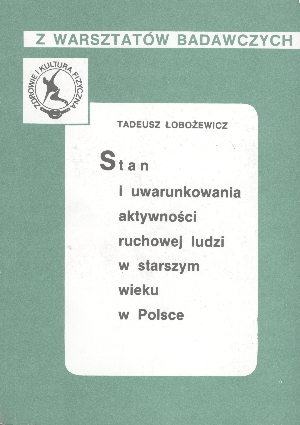 Z WARSZTATÓW BADAWCZYCH
ZDROWIE I KULTURA FIZYCZNA
TADEUSZ ŁOBOŻEWICZ
Stan
i uwarunkowania
aktywności
ruchowej ludzi
w starszym
wieku
w Polsce